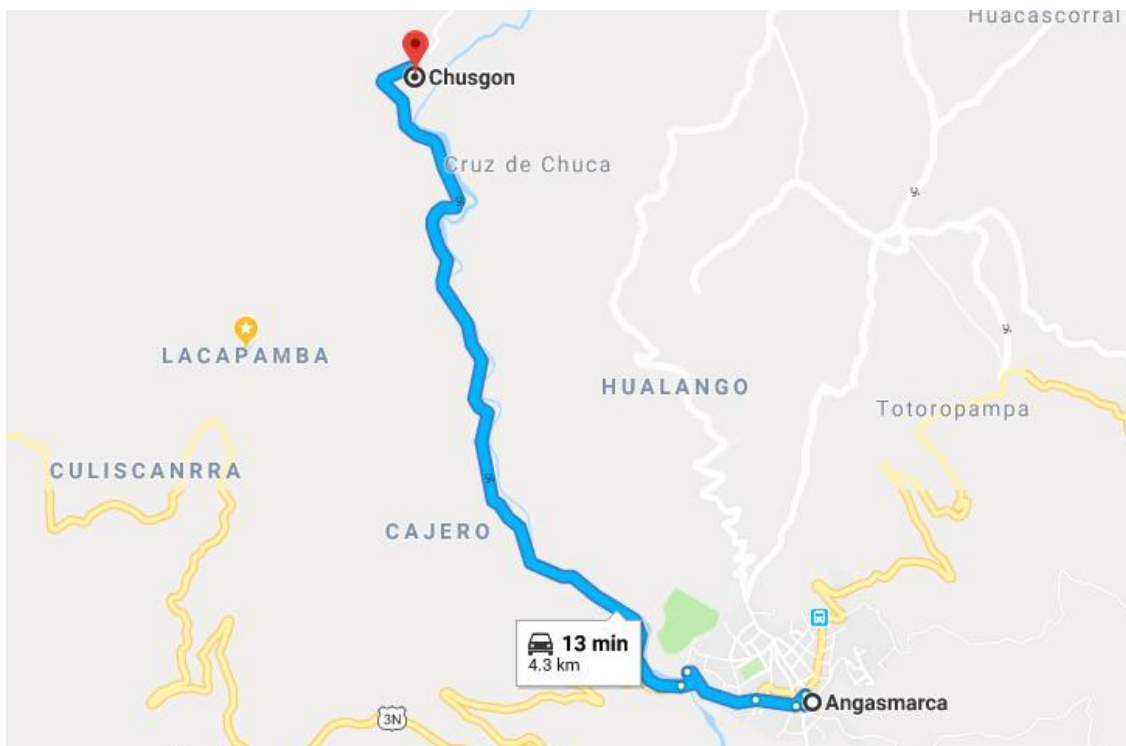 Huacascorral
Chusgon
Cruz de Chuca
LACAPAMBA
HUALANGO
Totoropampa
CULISCANRRA
CAJERO
13 min
4.3 km
Angasmarca
3N